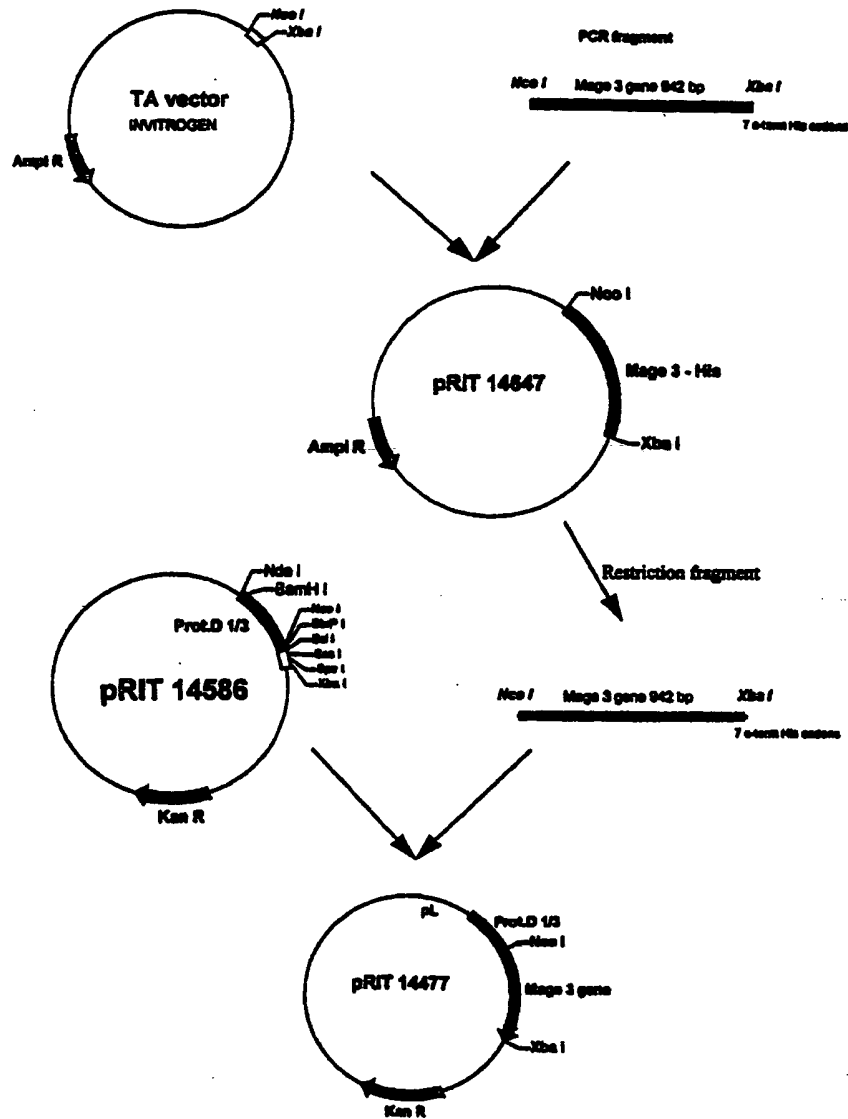 Nco I
Xba I
TA vector
INVITROGEN
Ampi R
PCR fragment
Nco I
Mage 3 gene 942 bp
Xba I
7 c-term His codons
pRIT 14647
Nco I
Mage 3 - His
Xba I
Ampi R
Restriction fragment
Nde I
BamH I
Prot.D 1/3
Nco I
Spe I
Xba I
pRIT 14586
Kan R
Nco I
Mage 3 gene 942 bp
Xba I
7 c-term His codons
pL
Prot.D 1/3
Nco I
pRIT 14477
Mage 3 gene
Xba I
Kan R